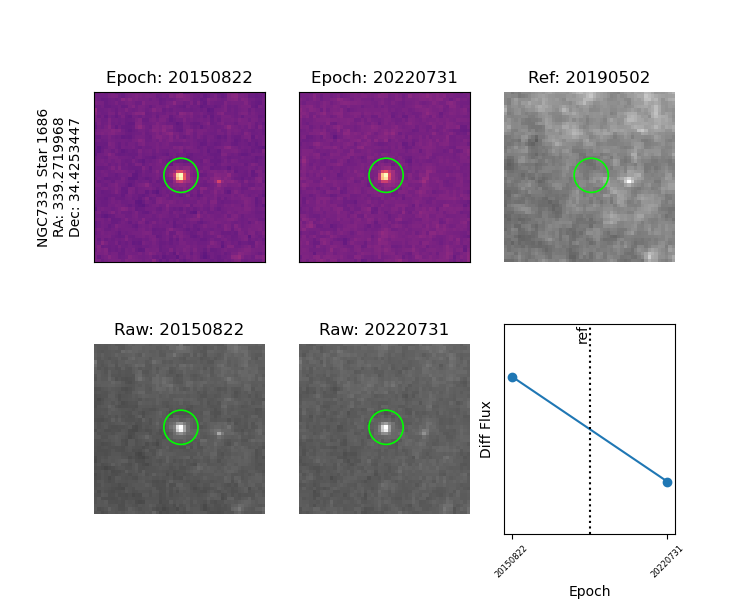 Epoch: 20150822
Epoch: 20220731
Ref: 20190502
NGC7331 Star 1686
RA: 339.2719968
Dec: 34.4253447
Raw: 20150822
Raw: 20220731
ref
Diff Flux
20150822
20220731
Epoch